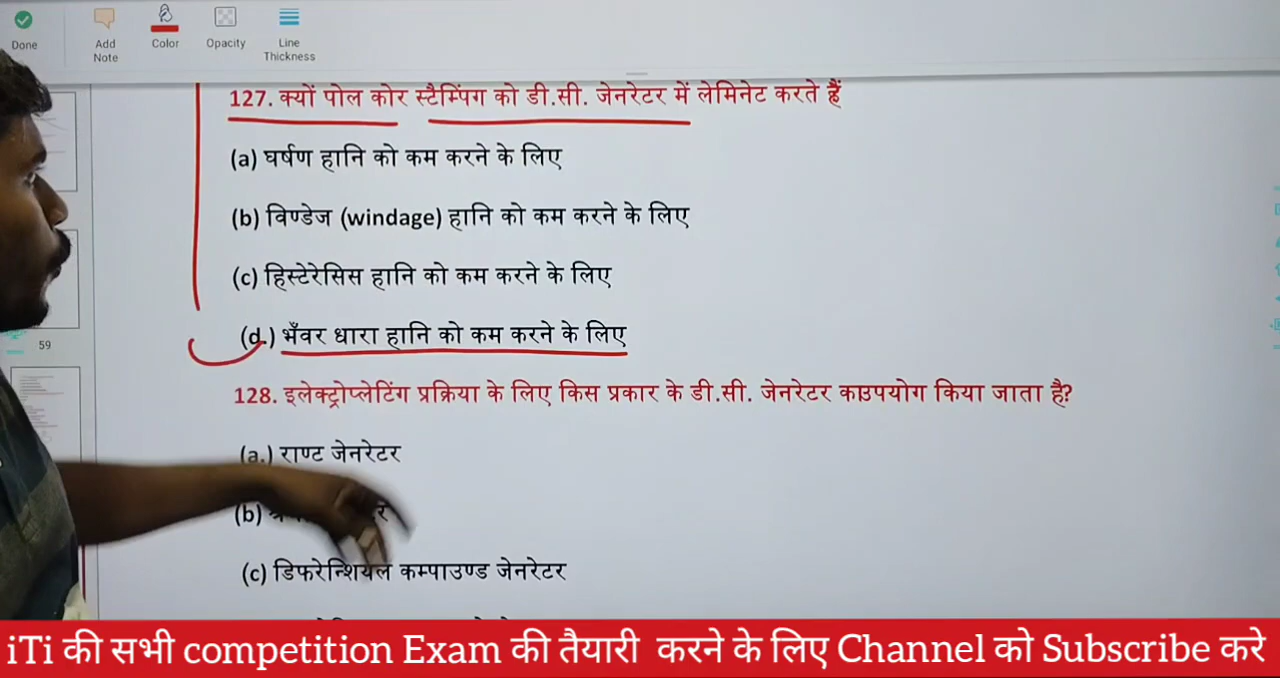 Done
Add Note
Color
Opacity
Line Thickness
127. क्यों पोल कोर स्टैम्पिंग को डी.सी. जेनरेटर में लेमिनेट करते हैं
(a) घर्षण हानि को कम करने के लिए
(b) विण्डेज (windage) हानि को कम करने के लिए
(c) हिस्टेरेसिस हानि को कम करने के लिए
(d.) भँवर धारा हानि को कम करने के लिए
59
128. इलेक्ट्रोप्लेटिंग प्रक्रिया के लिए किस प्रकार के डी.सी. जेनरेटर काउपयोग किया जाता है?
(a.) राण्ट जेनरेटर
(b)
(c) डिफरेन्शियल कम्पाउण्ड जेनरेटर
iTi की सभी competition Exam की तैयारी करने के लिए Channel को Subscribe करे